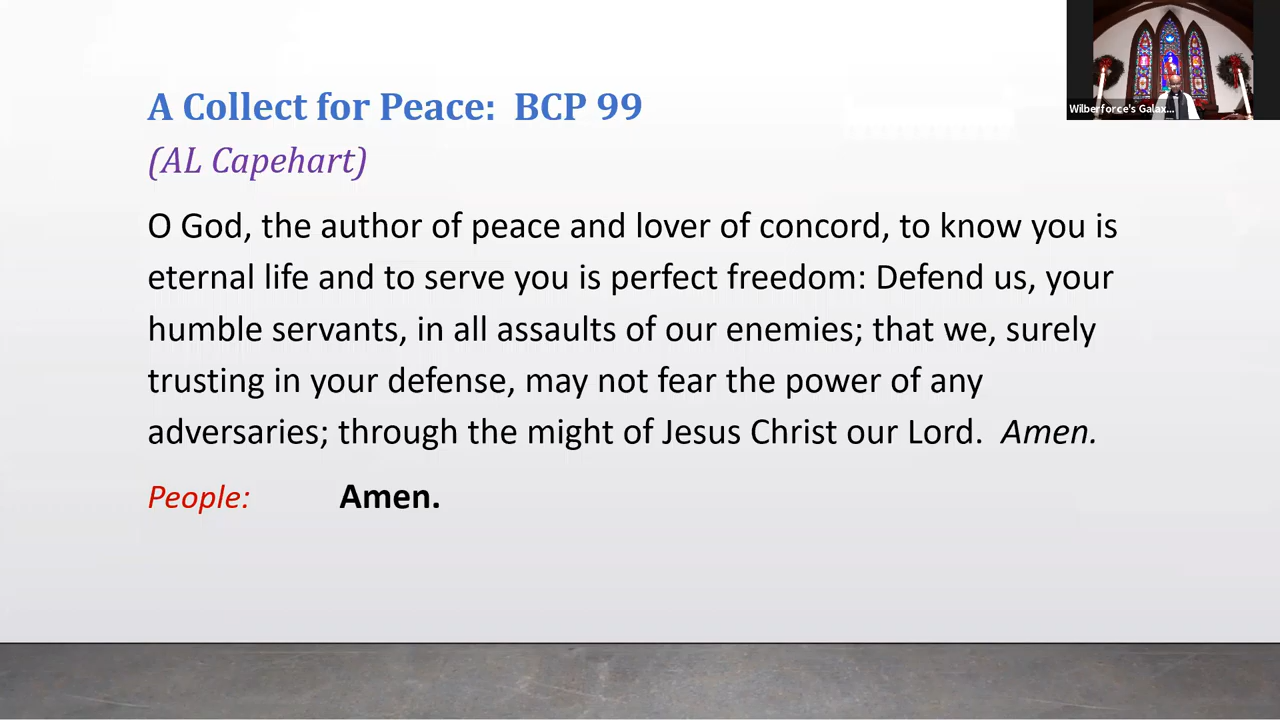 Wilberforce's Galax...
A Collect for Peace: BCP 99
(AL Capehart)
O God, the author of peace and lover of concord, to know you is
eternal life and to serve you is perfect freedom: Defend us, your
humble servants, in all assaults of our enemies; that we, surely
trusting in your defense, may not fear the power of any
adversaries; through the might of Jesus Christ our Lord. Amen.
People: Amen.